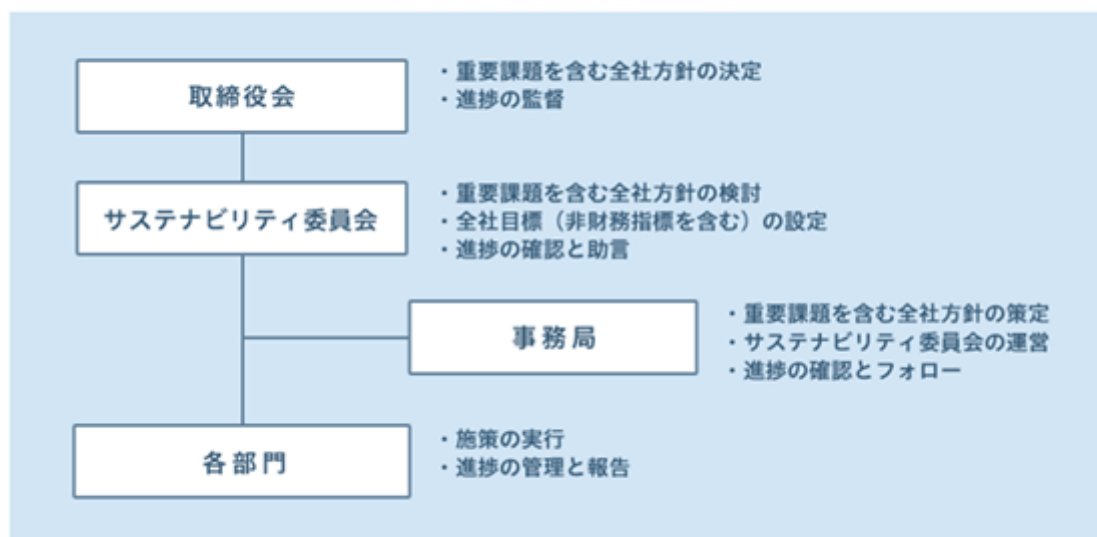 取締役会
・重要課題を含む全社方針の決定
・進捗の監督
サステナビリティ委員会
・重要課題を含む全社方針の検討
・全社目標（非財務指標を含む）の設定
・進捗の確認と助言
事務局
・重要課題を含む全社方針の策定
・サステナビリティ委員会の運営
・進捗の確認とフォロー
各部門
・施策の実行
・進捗の管理と報告